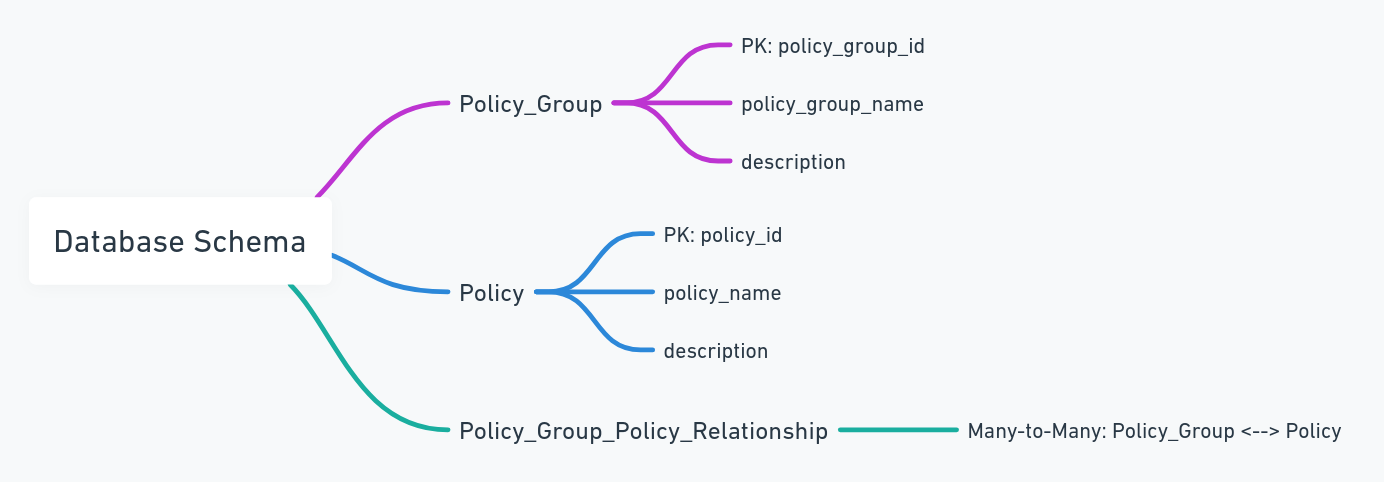 Database Schema
Policy_Group
PK: policy_group_id
policy_group_name
description
Policy
PK: policy_id
policy_name
description
Policy_Group_Policy_Relationship
Many-to-Many: Policy_Group <--> Policy